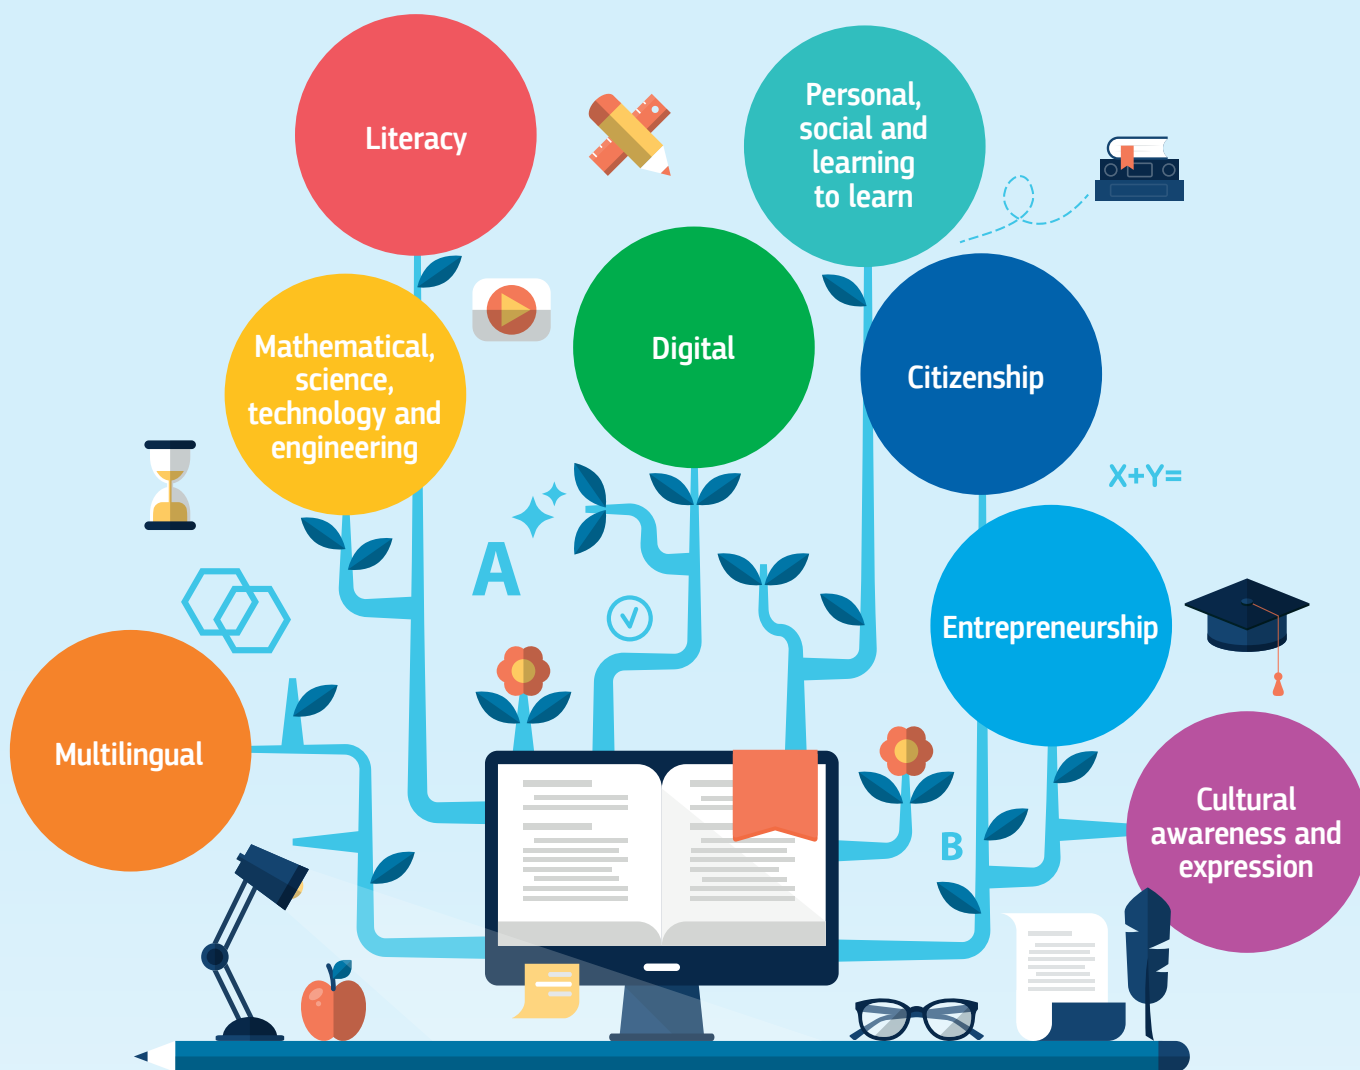 Literacy
Personal,
social and
learning
to learn
Mathematical,
science,
technology and
engineering
Digital
Citizenship
X+Y=
A
Entrepreneurship
Multilingual
B
Cultural
awareness and
expression